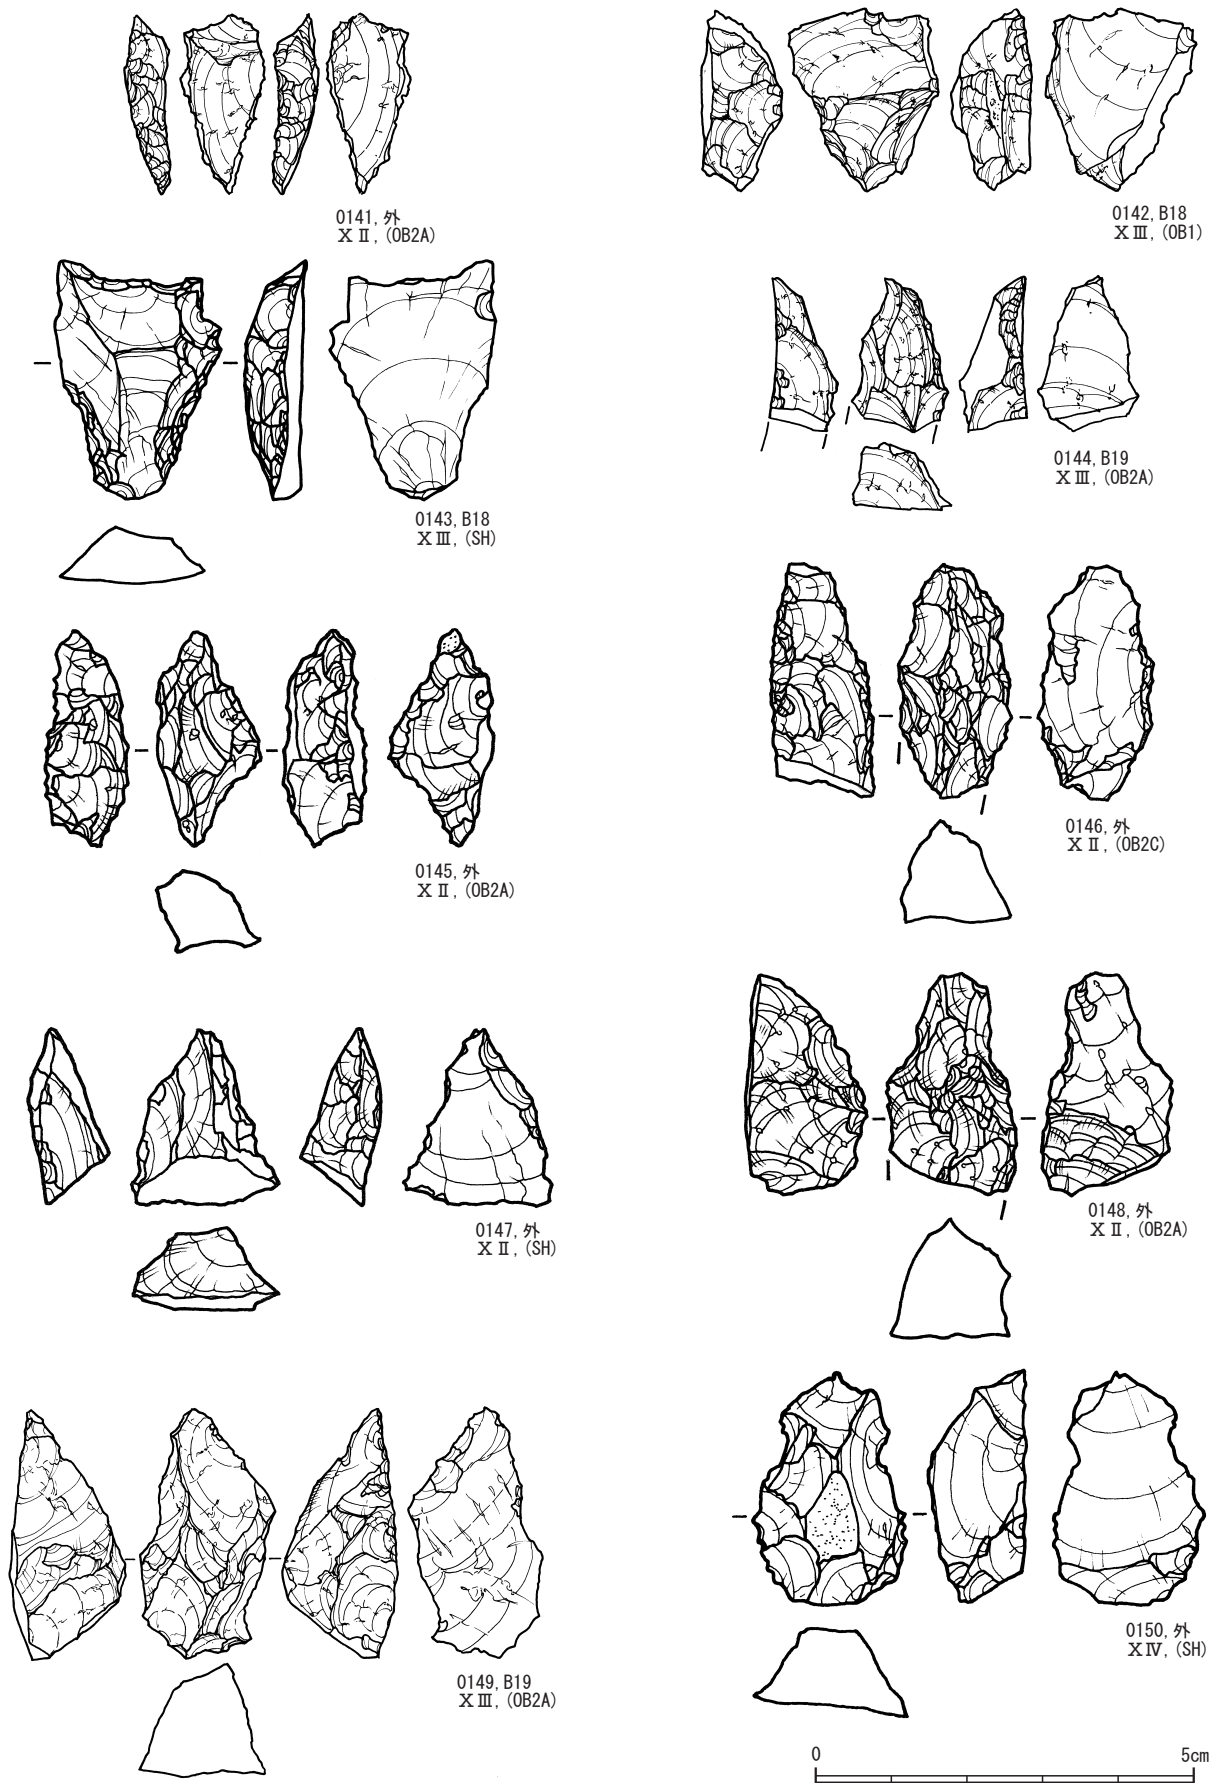 0141, 外
ⅩⅡ, (OB2A)
0142, B18
ⅩⅢ, (OB1)
0143, B18
ⅩⅢ, (SH)
0144, B19
ⅩⅢ, (OB2A)
0145, 外
ⅩⅡ, (OB2A)
0146, 外
ⅩⅡ, (OB2C)
0147, 外
ⅩⅡ, (SH)
0148, 外
ⅩⅡ, (OB2A)
0149, B19
ⅩⅢ, (OB2A)
0150, 外
ⅩⅣ, (SH)
0 5cm